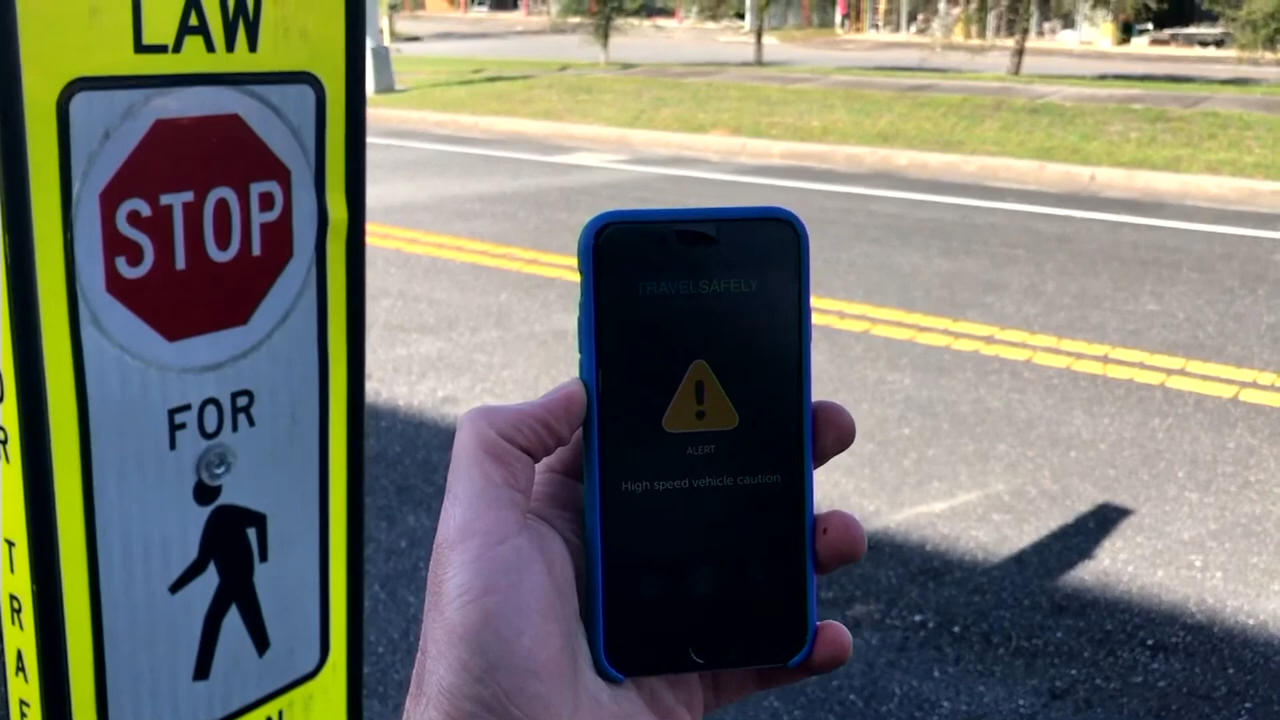 LAW
STOP
FOR
TRAVELSAFELY
ALERT
High speed vehicle caution